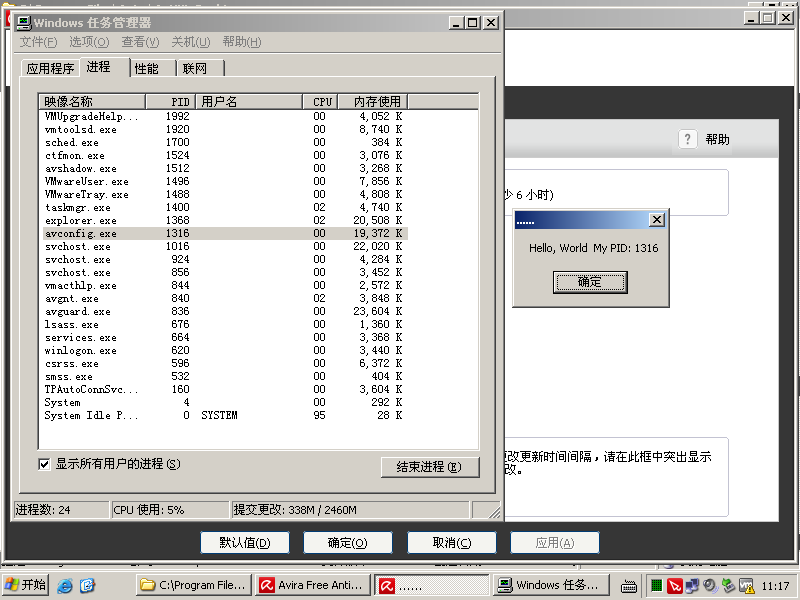 Windows 任务管理器
文件(F) 选项(O) 查看(V) 关机(U) 帮助(H)
应用程序 进程 性能 联网
映像名称 PID 用户名 CPU 内存使用
VMUpgradeHelp... 1992 00 4,052 K
vmtoolsd.exe 1920 00 8,740 K
sched.exe 1700 00 384 K
ctfmon.exe 1524 00 3,076 K
avshadow.exe 1512 00 3,268 K
VMwareUser.exe 1496 00 7,856 K
VMwareTray.exe 1488 00 4,808 K
taskmgr.exe 1400 02 4,740 K
explorer.exe 1368 02 20,508 K
avconfig.exe 1316 00 19,372 K
svchost.exe 1016 00 22,020 K
svchost.exe 924 00 4,284 K
svchost.exe 856 00 3,452 K
vmacthlp.exe 844 00 2,572 K
avgnt.exe 840 02 3,848 K
avguard.exe 836 00 23,604 K
lsass.exe 676 00 1,360 K
services.exe 664 00 3,368 K
winlogon.exe 620 00 3,440 K
csrss.exe 596 00 6,372 K
smss.exe 532 00 404 K
TPAutoConnSvc... 160 00 3,604 K
System 4 00 292 K
System Idle P... 0 SYSTEM 95 28 K
显示所有用户的进程(S)
结束进程(E)
进程数: 24 CPU 使用: 5% 提交更改: 338M / 2460M
? 帮助
少 6 小时)
......
Hello, World My PID: 1316
确定
更改更新时间间隔，请在此框中突出显示
改。
默认值(D) 确定(O) 取消(C) 应用(A)
开始 C:\Program File... Avira Free Anti... ...... Windows 任务... 11:17